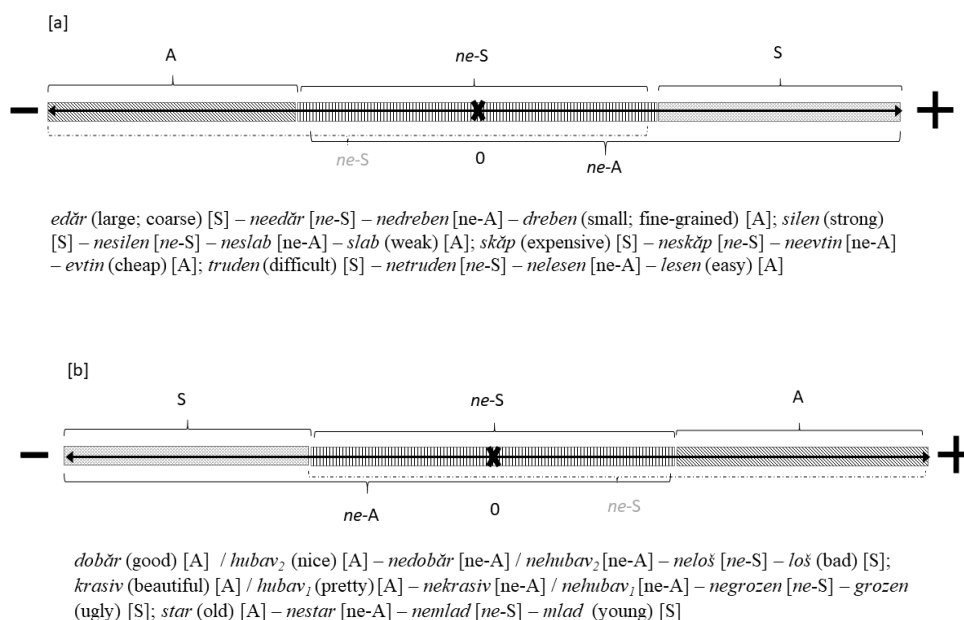 [a]
A ne-S S
− +
ne-S 0 ne-A
edăr (large; coarse) [S] – needăr [ne-S] – nedreben [ne-A] – dreben (small; fine-grained) [A]; silen (strong)
[S] – nesilen [ne-S] – neslab [ne-A] – slab (weak) [A]; skăp (expensive) [S] – neskăp [ne-S] – neevtin [ne-A]
– evtin (cheap) [A]; truden (difficult) [S] – netruden [ne-S] – nelesen [ne-A] – lesen (easy) [A]
[b]
S ne-S A
− +
ne-A 0 ne-S
dobăr (good) [A] / hubav₂ (nice) [A] – nedobăr [ne-A] / nehubav₂ [ne-A] – neloš [ne-S] – loš (bad) [S];
krasiv (beautiful) [A] / hubav₁ (pretty) [A] – nekrasiv [ne-A] / nehubav₁ [ne-A] – negrozen [ne-S] – grozen
(ugly) [S]; star (old) [A] – nestar [ne-A] – nemlad [ne-S] – mlad (young) [S]